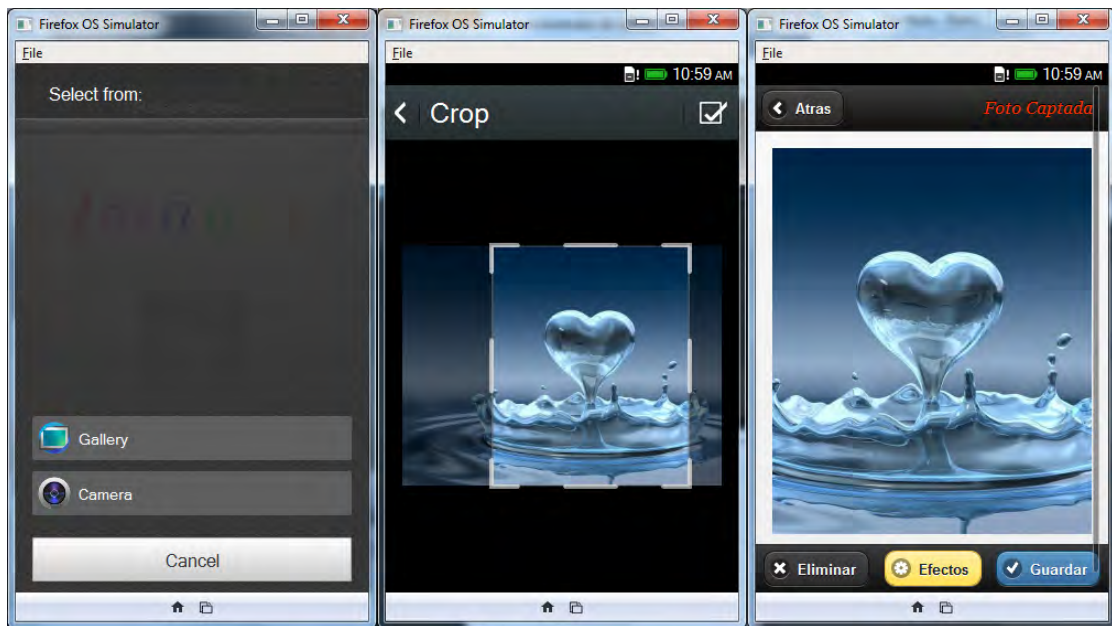 Firefox OS Simulator
File
Select from:
Gallery
Camera
Cancel
Firefox OS Simulator
File
10:59 AM
Crop
Firefox OS Simulator
File
10:59 AM
Atras
Foto Captada
Eliminar
Efectos
Guardar